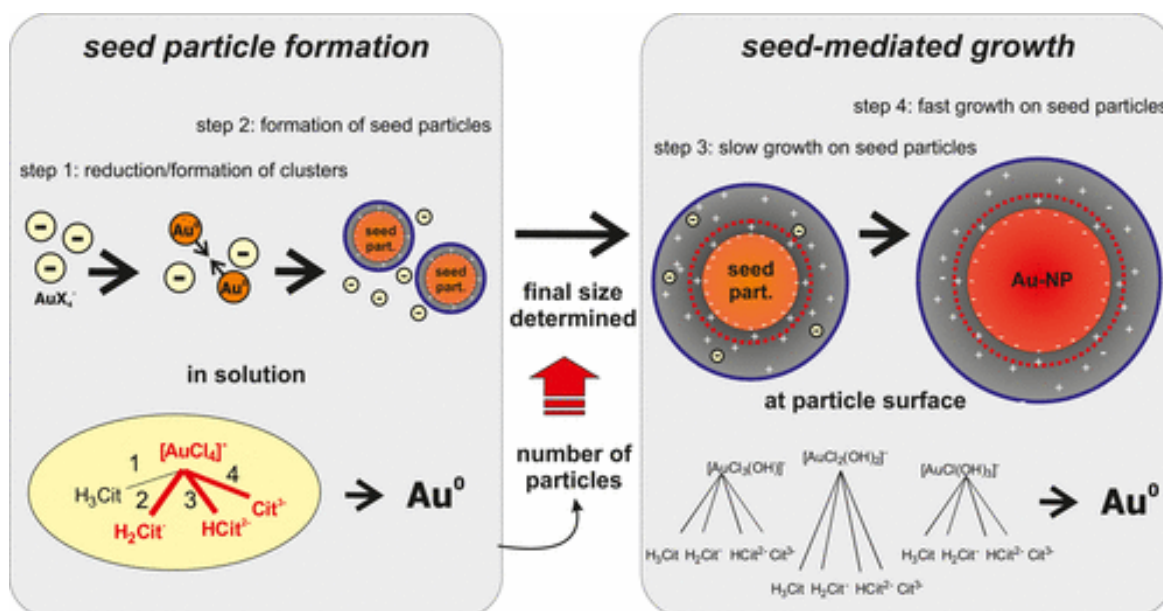 seed particle formation
step 2: formation of seed particles
step 1: reduction/formation of clusters
AuX₄⁻
Au⁰
Au⁰
seed
part.
seed
part.
in solution
[AuCl₄]⁻
1
2
3
4
H₃Cit
H₂Cit⁻
HCit²⁻
Cit³⁻
Au⁰
final size
determined
number of
particles
seed-mediated growth
step 4: fast growth on seed particles
step 3: slow growth on seed particles
seed
part.
Au-NP
at particle surface
[AuCl₃(OH)]⁻
[AuCl₂(OH)₂]⁻
[AuCl(OH)₃]⁻
H₃Cit H₂Cit⁻ HCit²⁻ Cit³⁻
H₃Cit H₂Cit⁻ HCit²⁻ Cit³⁻
H₃Cit H₂Cit⁻ HCit²⁻ Cit³⁻
Au⁰